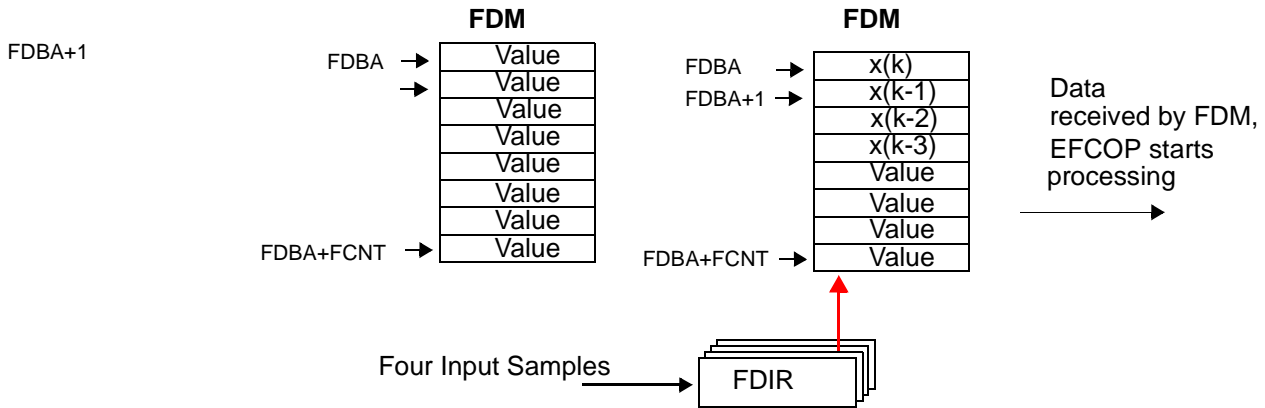 FDM
FDM
FDBA+1
FDBA
Value
Value
Value
Value
Value
Value
Value
Value
FDBA+FCNT
FDBA
FDBA+1
x(k)
x(k-1)
x(k-2)
x(k-3)
Value
Value
Value
Value
FDBA+FCNT
Data
received by FDM,
EFCOP starts
processing
Four Input Samples
FDIR